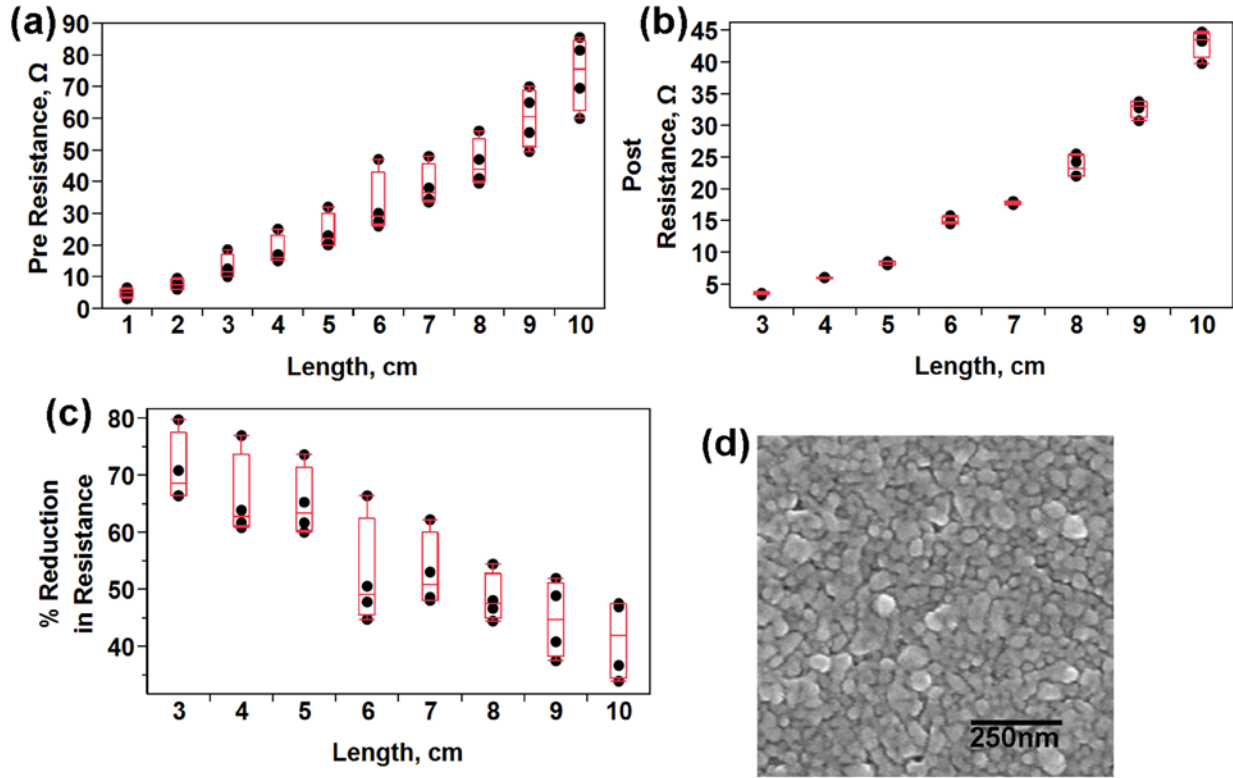 (a)
Pre Resistance, Ω
90
80
70
60
50
40
30
20
10
0
1 2 3 4 5 6 7 8 9 10
Length, cm
(b)
Post
Resistance, Ω
45
40
35
30
25
20
15
10
5
3 4 5 6 7 8 9 10
Length, cm
(c)
% Reduction
in Resistance
80
70
60
50
40
3 4 5 6 7 8 9 10
Length, cm
(d)
250nm